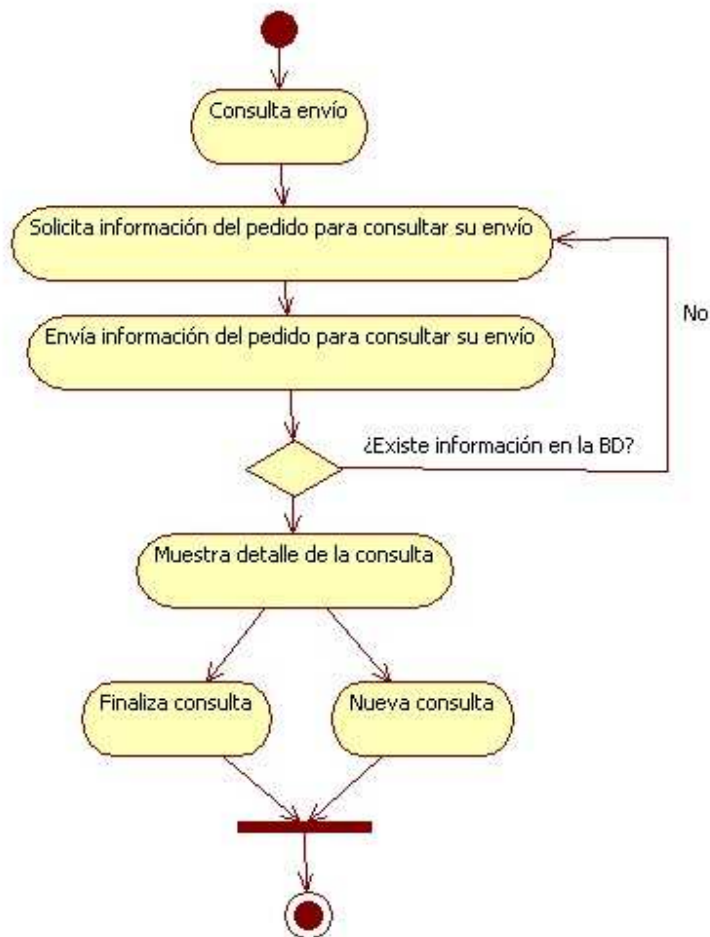 Consulta envío
Solicita información del pedido para consultar su envío
No
Envía información del pedido para consultar su envío
¿Existe información en la BD?
Muestra detalle de la consulta
Finaliza consulta
Nueva consulta